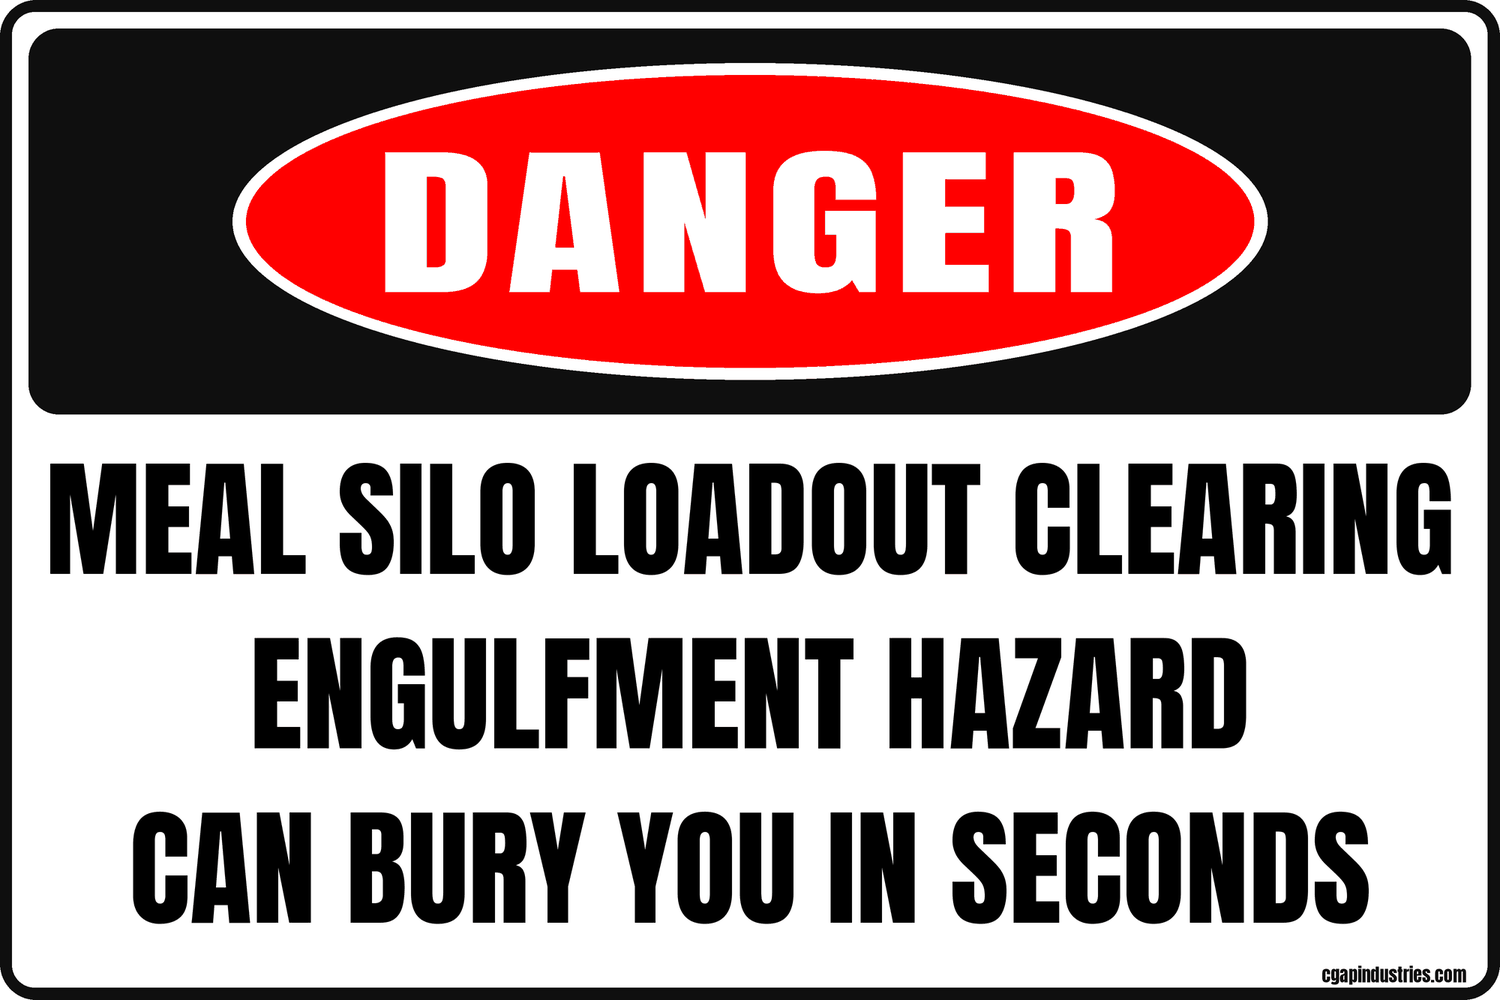 DANGER
MEAL SILO LOADOUT CLEARING
ENGULFMENT HAZARD
CAN BURY YOU IN SECONDS
cgapindustries.com